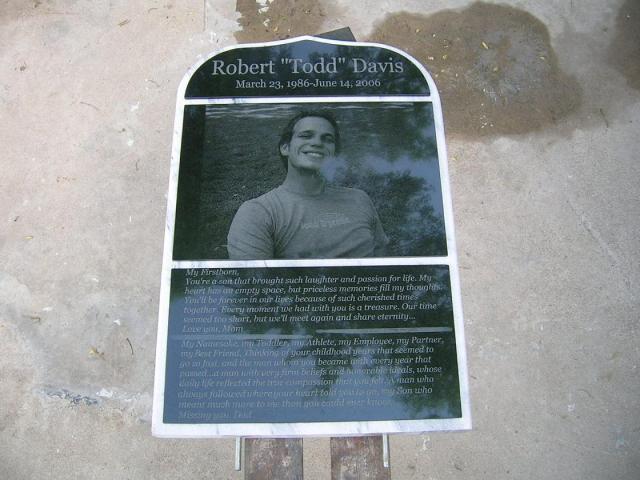 Robert "Todd" Davis
March 23, 1986-June 14, 2006
My Firstborn,
You're a son that brought such laughter and passion for life. My
heart has an empty space, but priceless memories fill my thoughts.
You'll be forever in our lives because of such cherished times
together. Every moment we had with you is a treasure. Our time
seemed too short, but we'll meet again and share eternity...
Love you, Mom
My Namesake, my Toddler, my Athlete, my Employee, my Partner,
my Best Friend, Thinking of your childhood years that seemed to
go so fast, and the man whom you became with every year that
passed...a man with very firm beliefs and honorable ideals, whose
daily life reflected the true compassion that you felt. A man who
always followed where your heart told you to go, my Son who
meant much more to me than you could ever know.
Missing you, Dad